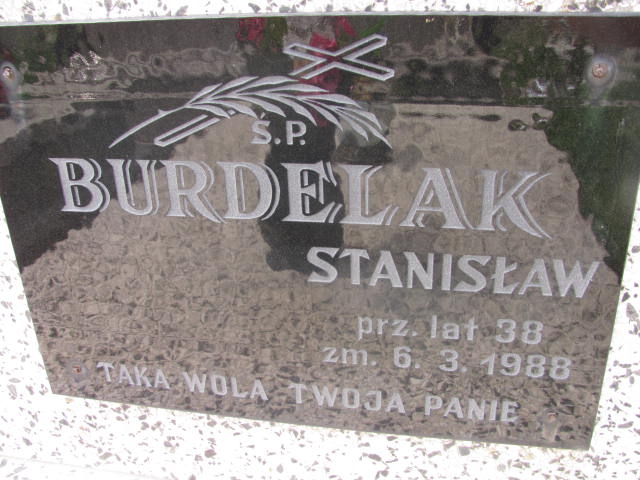 Ś.P.
BURDELAK
STANISŁAW
prz. lat 38
zm. 6. 3. 1988
TAKA WOLA TWOJA PANIE